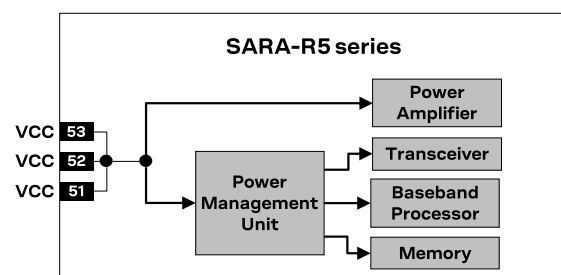 SARA-R5 series
Power
Amplifier
VCC 53
VCC 52
VCC 51
Transceiver
Power
Management
Unit
Baseband
Processor
Memory